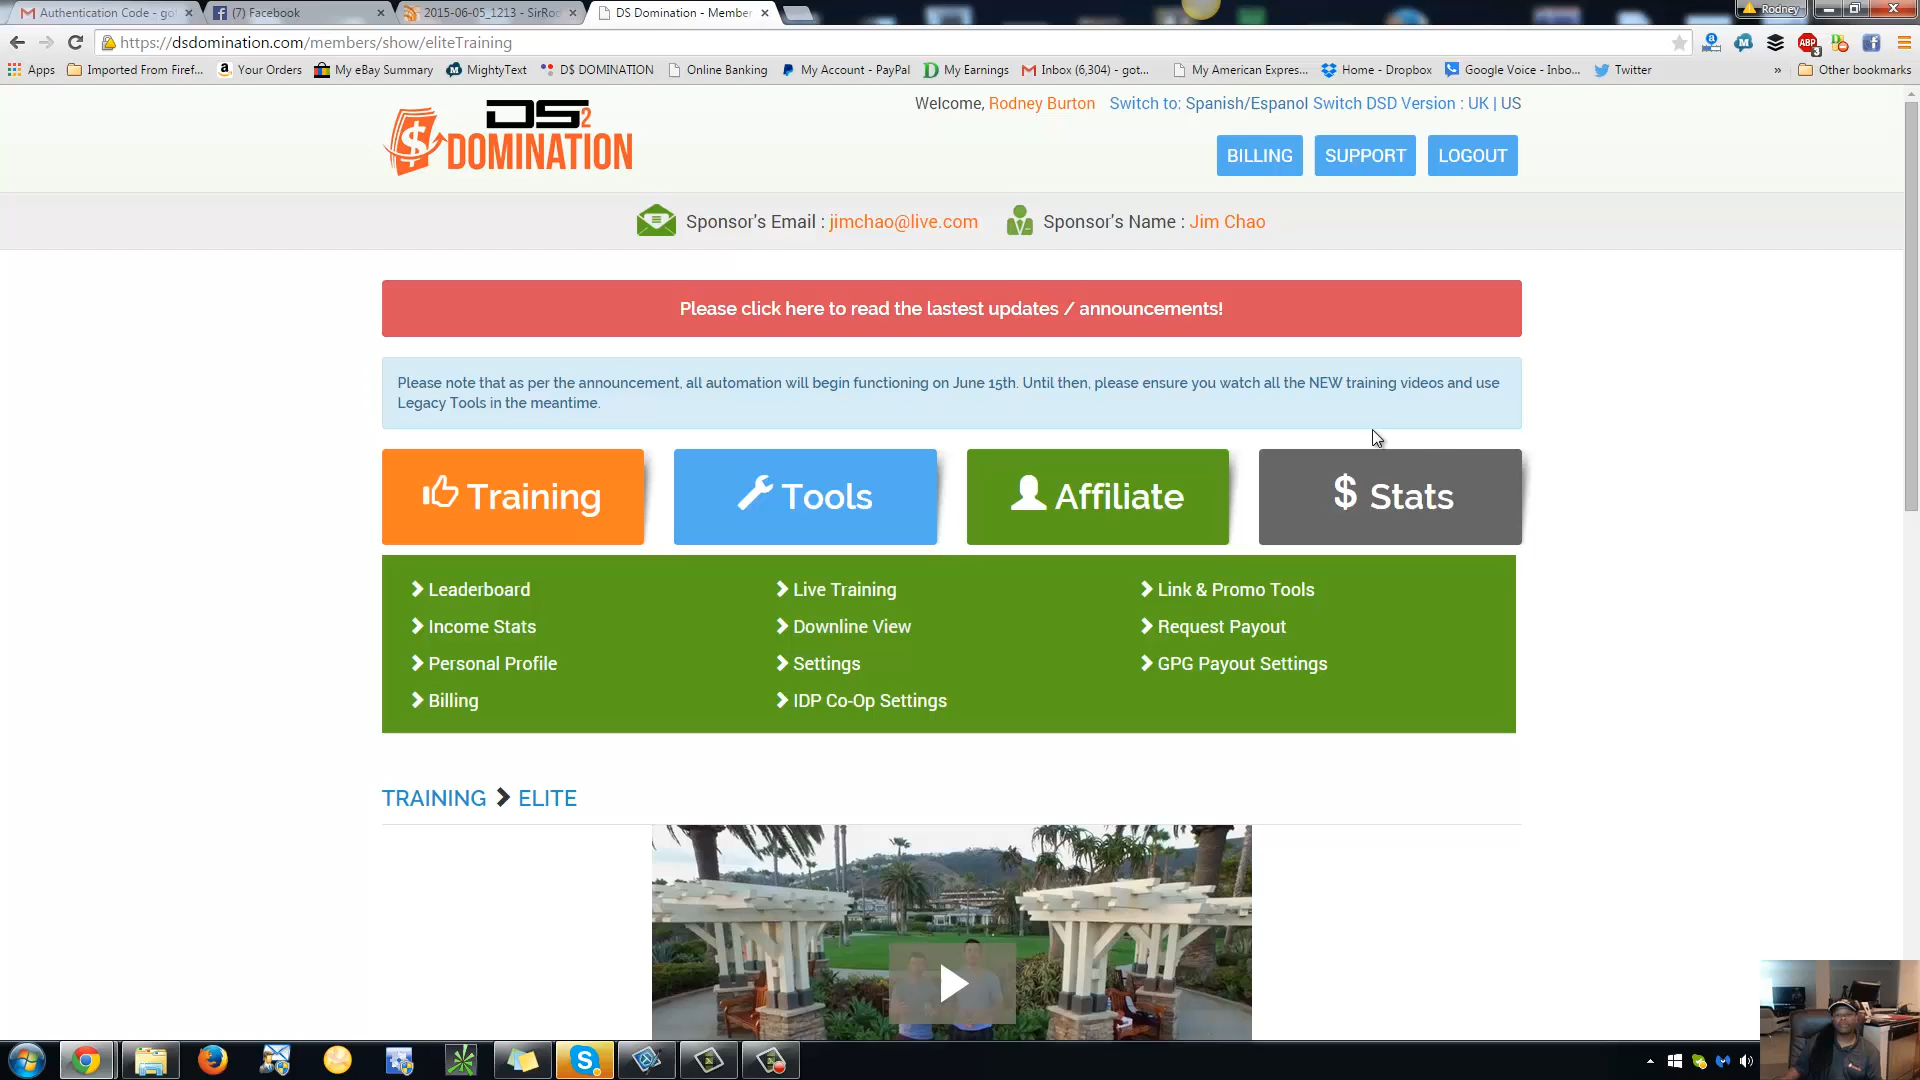 Authentication Code - go
(7) Facebook
2015-06-05_1213 - SirRod
DS Domination - Member
Rodney
https://dsdomination.com/members/show/eliteTraining
Apps
Imported From Firef...
Your Orders
My eBay Summary
MightyText
D$ DOMINATION
Online Banking
My Account - PayPal
My Earnings
Inbox (6,304) - got...
My American Expres...
Home - Dropbox
Google Voice - Inbo...
Twitter
»
Other bookmarks
DS2
DOMINATION
Welcome, Rodney Burton Switch to: Spanish/Espanol Switch DSD Version : UK | US
BILLING
SUPPORT
LOGOUT
Sponsor's Email : jimchao@live.com
Sponsor's Name : Jim Chao
Please click here to read the lastest updates / announcements!
Please note that as per the announcement, all automation will begin functioning on June 15th. Until then, please ensure you watch all the NEW training videos and use
Legacy Tools in the meantime.
Training
Tools
Affiliate
$ Stats
Leaderboard
Live Training
Link & Promo Tools
Income Stats
Downline View
Request Payout
Personal Profile
Settings
GPG Payout Settings
Billing
IDP Co-Op Settings
TRAINING > ELITE